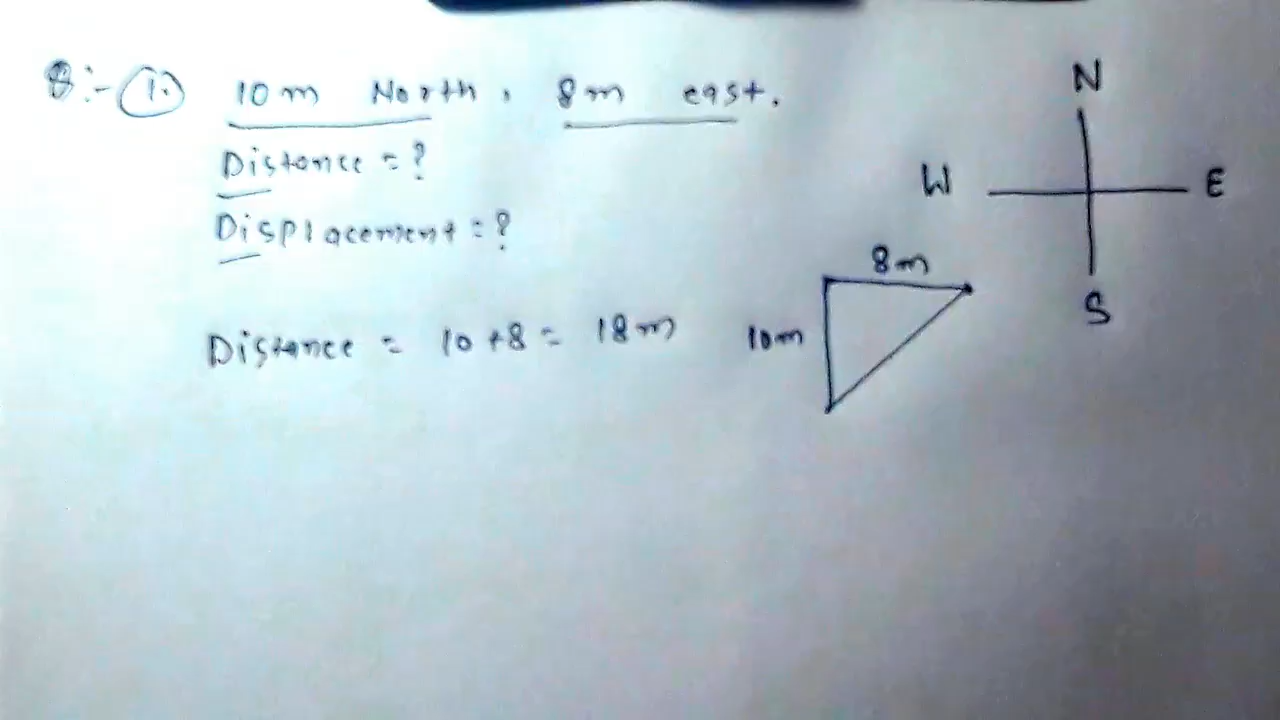 Q:- (1.) 10m North, 8m east.
Distance = ?
Displacement = ?
Distance = 10 + 8 = 18m
8m
10m
N
W E
S